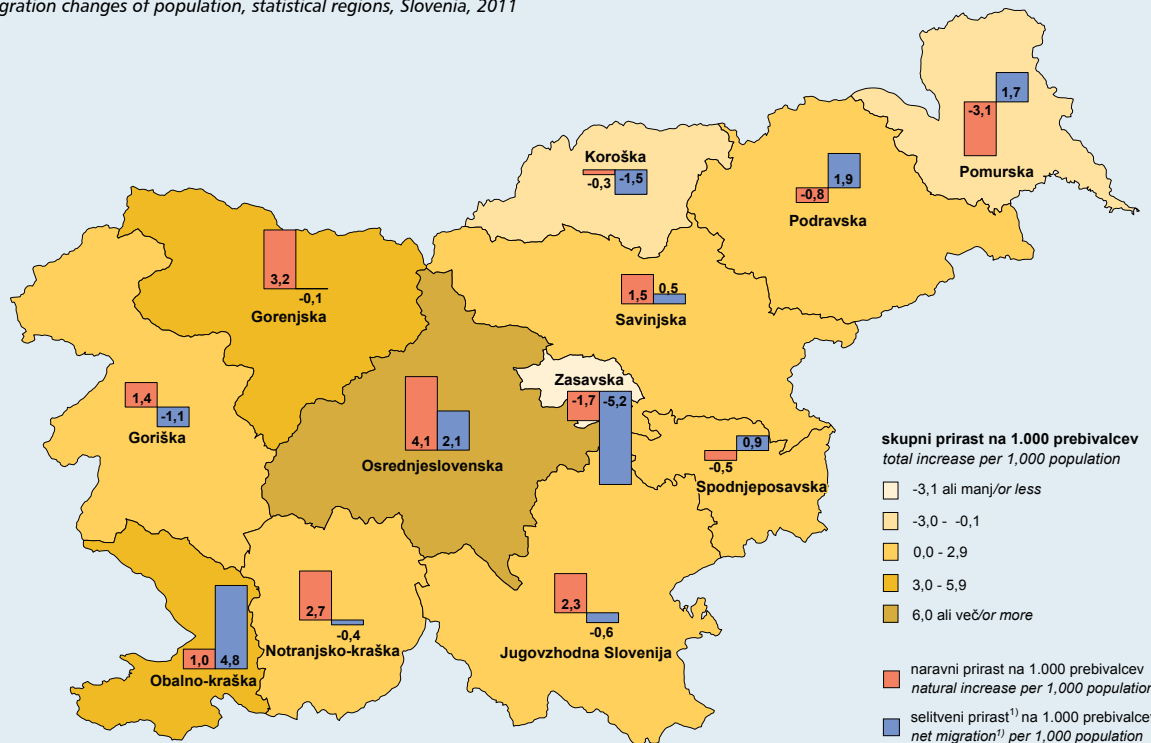 gration changes of population, statistical regions, Slovenia, 2011
1,7
-3,1
Pomurska
Koroška
-0,3
-1,5
1,9
-0,8
Podravska
3,2
-0,1
Gorenjska
1,5
0,5
Savinjska
Zasavska
-1,7
-5,2
1,4
-1,1
Goriška
4,1
2,1
Osrednjeslovenska
0,9
-0,5
Spodnjeposavska
2,7
-0,4
Notranjsko-kraška
2,3
-0,6
Jugovzhodna Slovenija
1,0
4,8
Obalno-kraška
skupni prirast na 1.000 prebivalcev
total increase per 1,000 population
-3,1 ali manj/or less
-3,0 - -0,1
0,0 - 2,9
3,0 - 5,9
6,0 ali več/or more
naravni prirast na 1.000 prebivalcev
natural increase per 1,000 population
selitveni prirast1) na 1.000 prebivalcev
net migration1) per 1,000 population